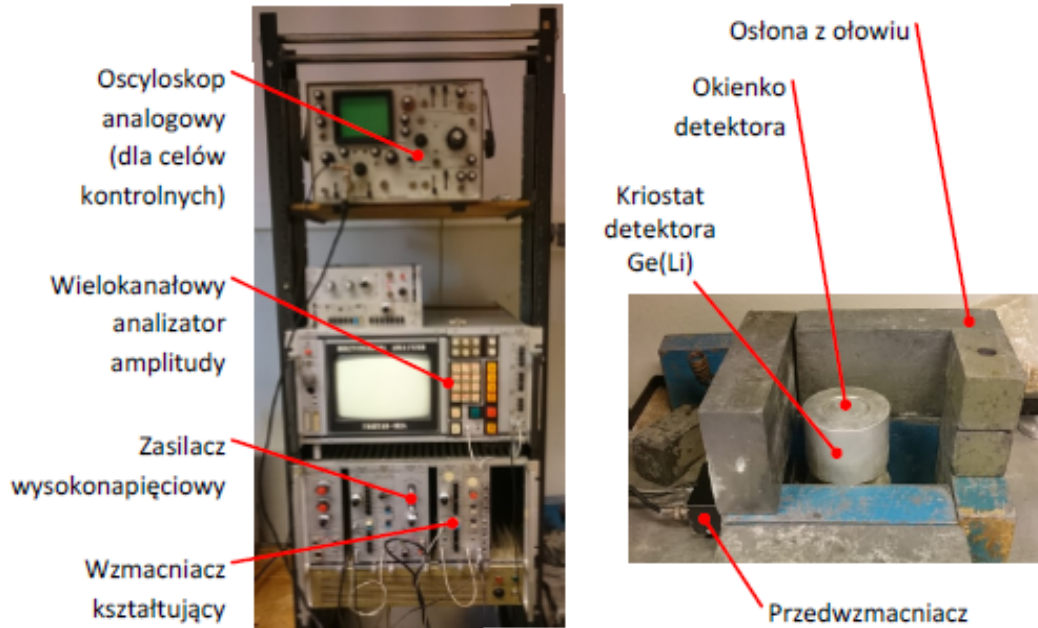 Oscyloskop
analogowy
(dla celów
kontrolnych)
Wielokanałowy
analizator
amplitudy
Zasilacz
wysokonapięciowy
Wzmacniacz
kształtujący
Osłona z ołowiu
Okienko
detektora
Kriostat
detektora
Ge(Li)
Przedwzmacniacz